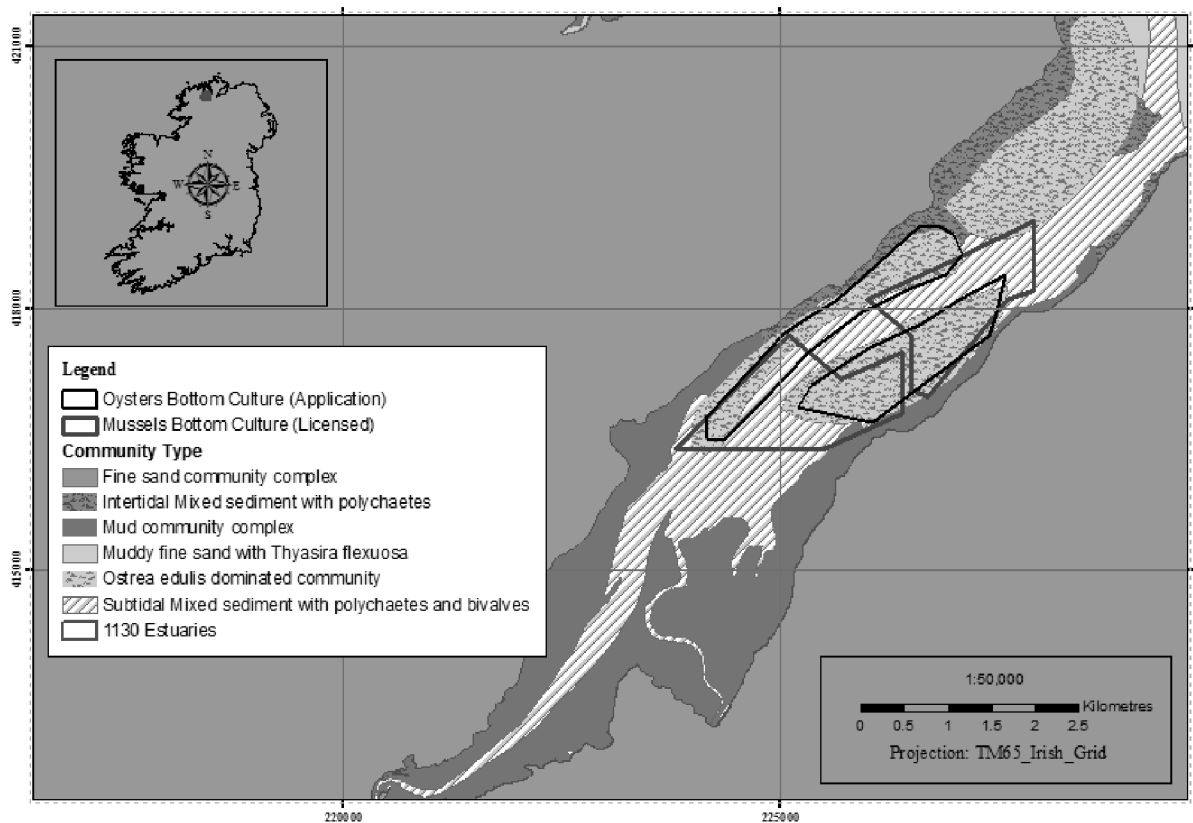 421000
418000
415000
N
W
E
S
Legend
Oysters Bottom Culture (Application)
Mussels Bottom Culture (Licensed)
Community Type
Fine sand community complex
Intertidal Mixed sediment with polychaetes
Mud community complex
Muddy fine sand with Thyasira flexuosa
Ostrea edulis dominated community
Subtidal Mixed sediment with polychaetes and bivalves
1130 Estuaries
1:50,000
Kilometres
0 0.5 1 1.5 2 2.5
Projection: TM65_Irish_Grid
220000
225000